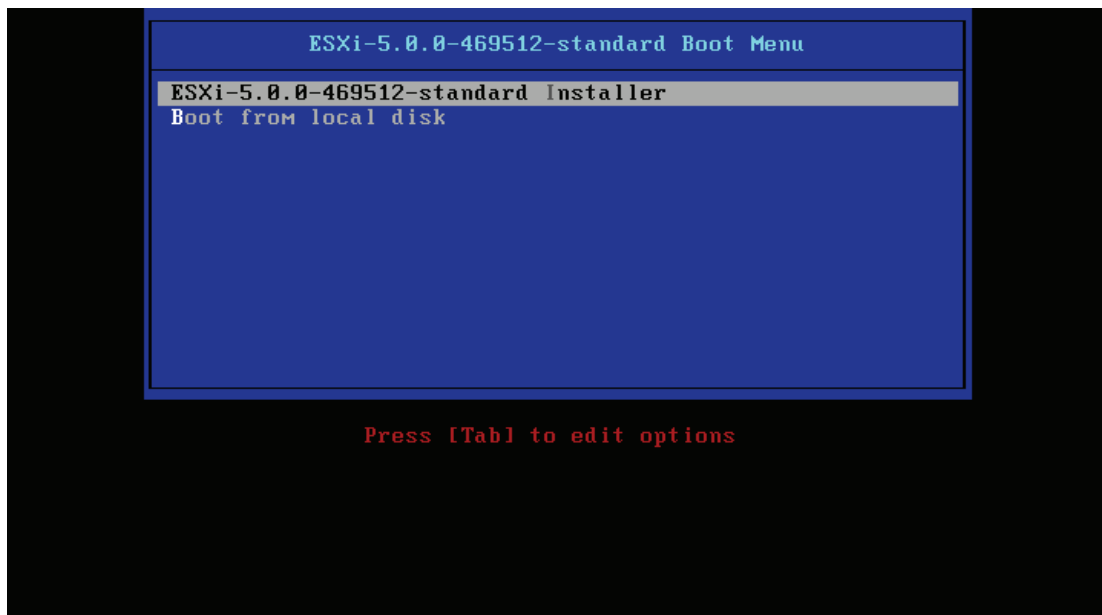 ESXi-5.0.0-469512-standard Boot Menu
ESXi-5.0.0-469512-standard Installer
Boot from local disk
Press [Tab] to edit options